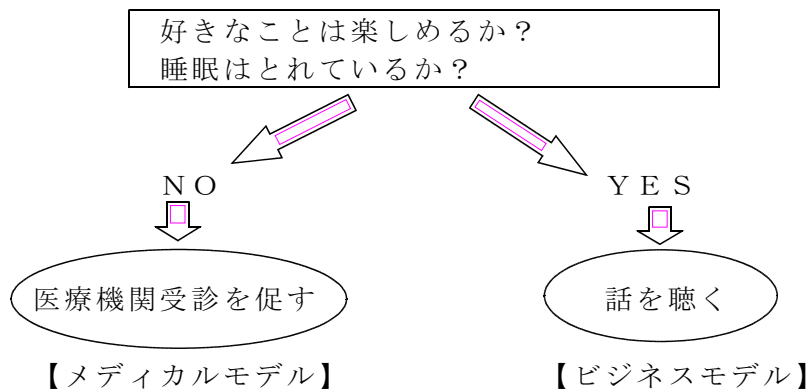 好きなことは楽しめるか？
睡眠はとれているか？
ＮＯ
ＹＥＳ
医療機関受診を促す
話を聴く
【メディカルモデル】
【ビジネスモデル】